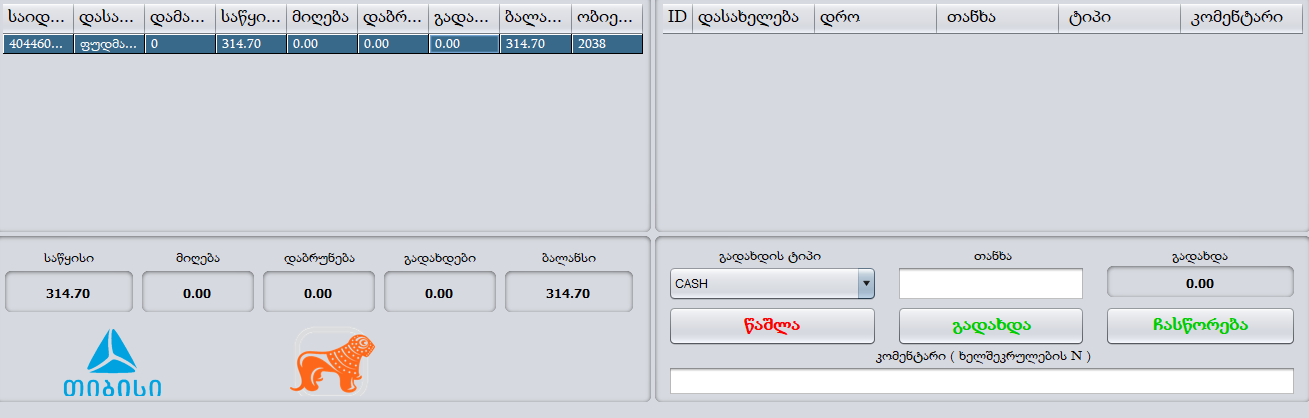 საიდ... დასა... დამა... საწყი... მიღება დაბრ... გადა... ბალა... ობიე...
404460... ფუდმა... 0 314.70 0.00 0.00 0.00 314.70 2038
ID დასახელება დრო თანხა ტიპი კომენტარი
საწყისი მიღება დაბრუნება გადახდები ბალანსი
314.70 0.00 0.00 0.00 314.70
თიბისი
გადახდის ტიპი თანხა გადახდა
CASH 0.00
წაშლა გადახდა ჩასწორება
კომენტარი ( ხელშეკრულების N )